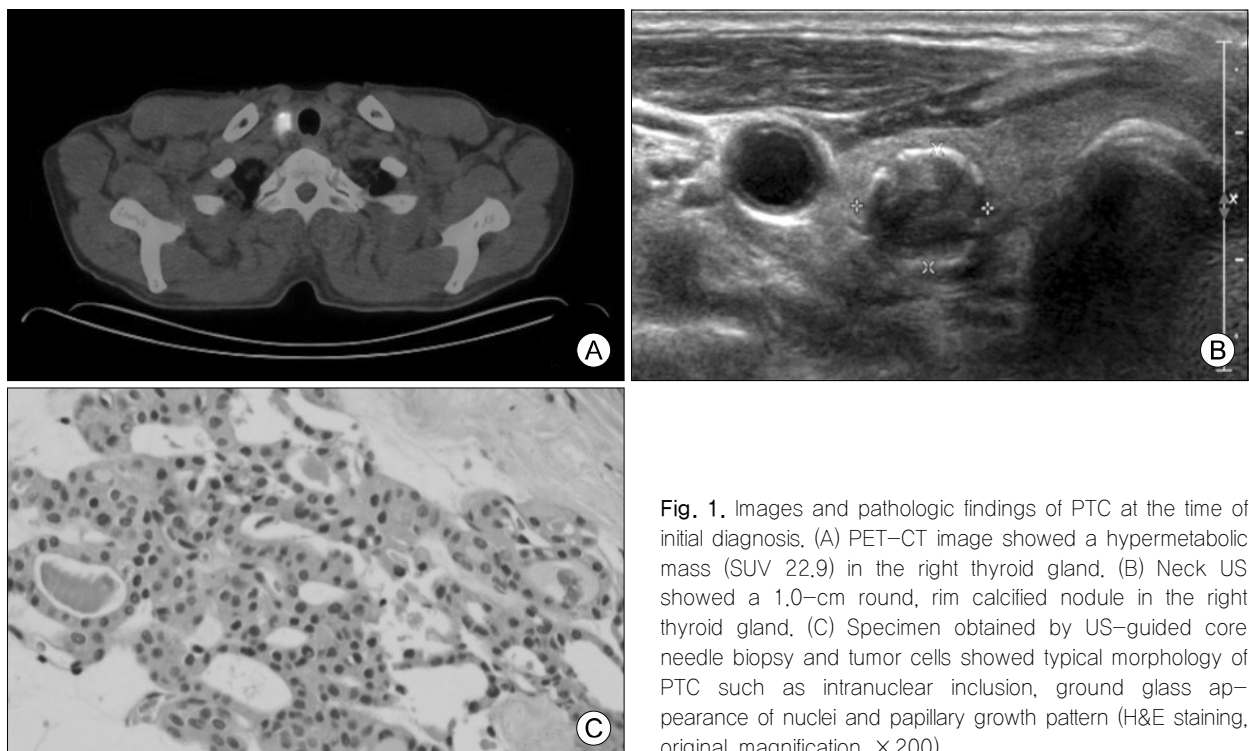 A
B
C
Fig. 1. Images and pathologic findings of PTC at the time of
initial diagnosis. (A) PET-CT image showed a hypermetabolic
mass (SUV 22.9) in the right thyroid gland. (B) Neck US
showed a 1.0-cm round, rim calcified nodule in the right
thyroid gland. (C) Specimen obtained by US-guided core
needle biopsy and tumor cells showed typical morphology of
PTC such as intranuclear inclusion, ground glass ap-
pearance of nuclei and papillary growth pattern (H&E staining,
original magnification, ×200)